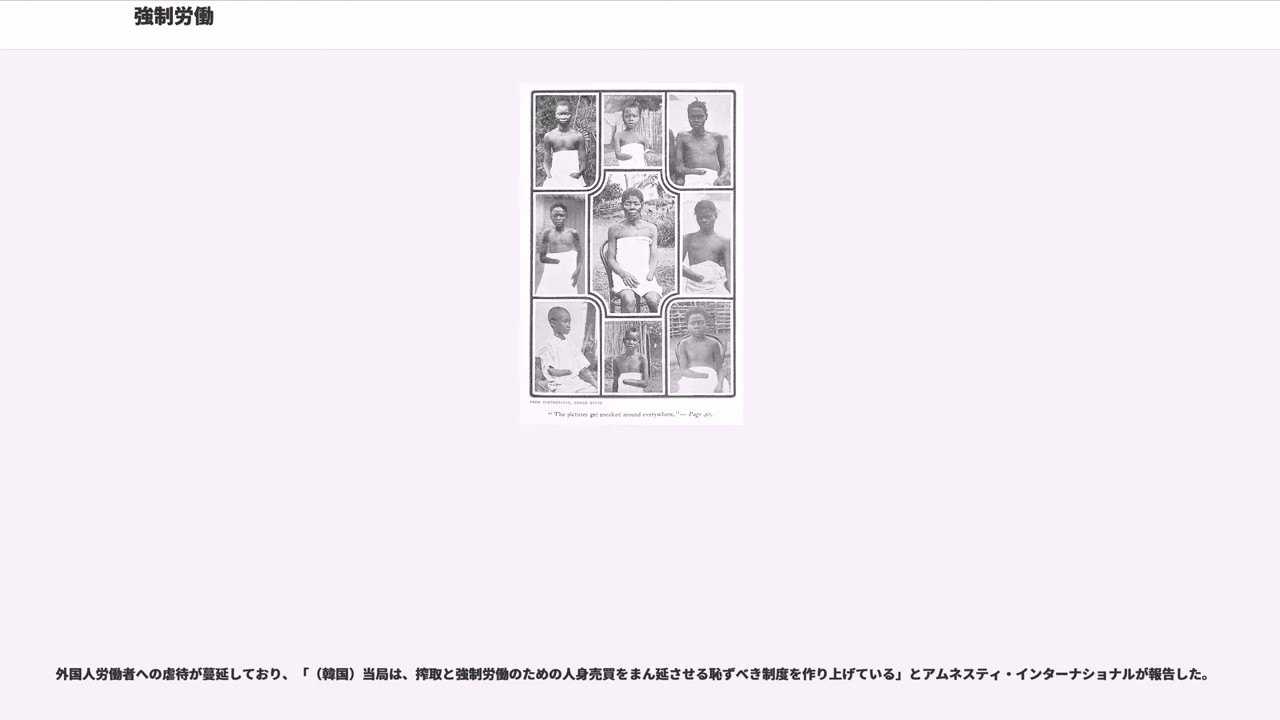 強制労働
FROM PHOTOGRAPHS, CONGO STATE
"The pictures get sneaked around everywhere."— Page 40.
外国人労働者への虐待が蔓延しており、「（韓国）当局は、搾取と強制労働のための人身売買をまん延させる恥ずべき制度を作り上げている」とアムネスティ・インターナショナルが報告した。